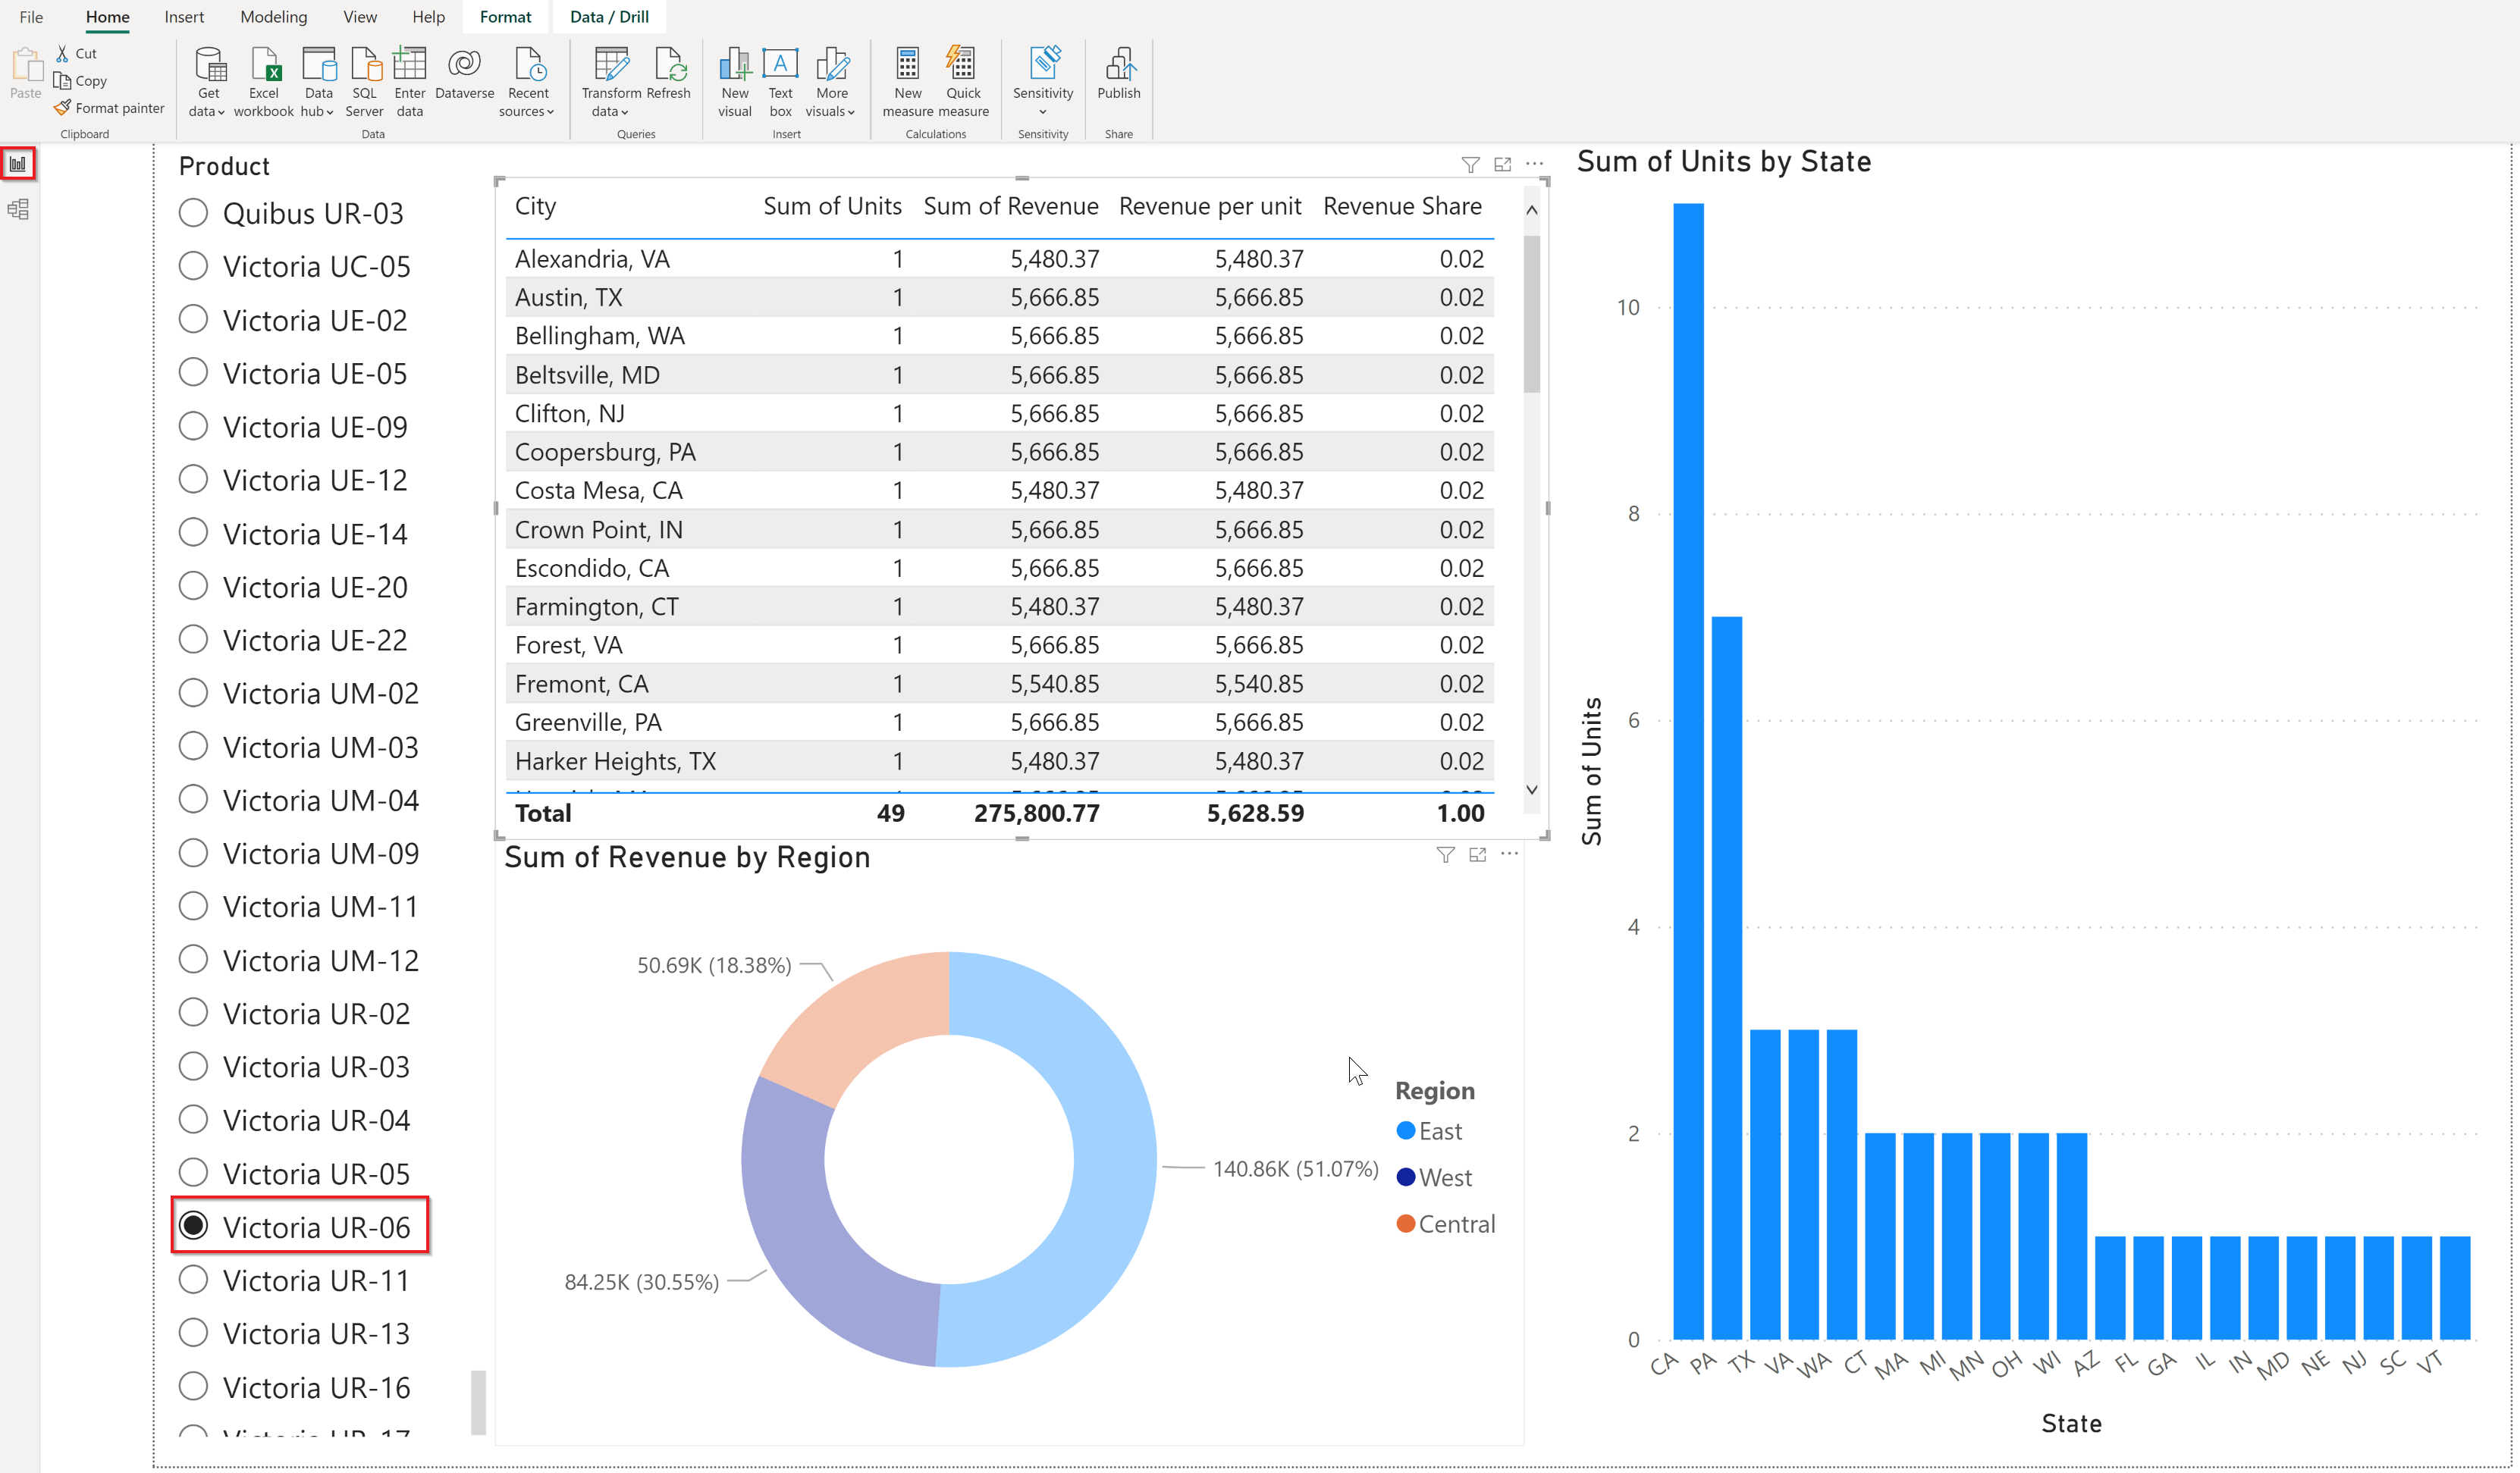 File Home Insert Modeling View Help Format Data / Drill
Paste
Cut
Copy
Format painter
Clipboard
Get data
Excel workbook
Data hub
SQL Server
Enter data
Dataverse
Recent sources
Data
Transform data
Refresh
Queries
New visual
Text box
More visuals
Insert
New measure
Quick measure
Calculations
Sensitivity
Sensitivity
Publish
Share
Product
Quibus UR-03
Victoria UC-05
Victoria UE-02
Victoria UE-05
Victoria UE-09
Victoria UE-12
Victoria UE-14
Victoria UE-20
Victoria UE-22
Victoria UM-02
Victoria UM-03
Victoria UM-04
Victoria UM-09
Victoria UM-11
Victoria UM-12
Victoria UR-02
Victoria UR-03
Victoria UR-04
Victoria UR-05
Victoria UR-06
Victoria UR-11
Victoria UR-13
Victoria UR-16
Victoria UR-17
City Sum of Units Sum of Revenue Revenue per unit Revenue Share
Alexandria, VA 1 5,480.37 5,480.37 0.02
Austin, TX 1 5,666.85 5,666.85 0.02
Bellingham, WA 1 5,666.85 5,666.85 0.02
Beltsville, MD 1 5,666.85 5,666.85 0.02
Clifton, NJ 1 5,666.85 5,666.85 0.02
Coopersburg, PA 1 5,666.85 5,666.85 0.02
Costa Mesa, CA 1 5,480.37 5,480.37 0.02
Crown Point, IN 1 5,666.85 5,666.85 0.02
Escondido, CA 1 5,666.85 5,666.85 0.02
Farmington, CT 1 5,480.37 5,480.37 0.02
Forest, VA 1 5,666.85 5,666.85 0.02
Fremont, CA 1 5,540.85 5,540.85 0.02
Greenville, PA 1 5,666.85 5,666.85 0.02
Harker Heights, TX 1 5,480.37 5,480.37 0.02
Total 49 275,800.77 5,628.59 1.00
Sum of Revenue by Region
50.69K (18.38%)
140.86K (51.07%)
84.25K (30.55%)
Region
East
West
Central
Sum of Units by State
Sum of Units
10
8
6
4
2
0
CA PA TX VA WA CT MA MI MN OH WI AZ FL GA IL IN MD NE NJ SC VT
State